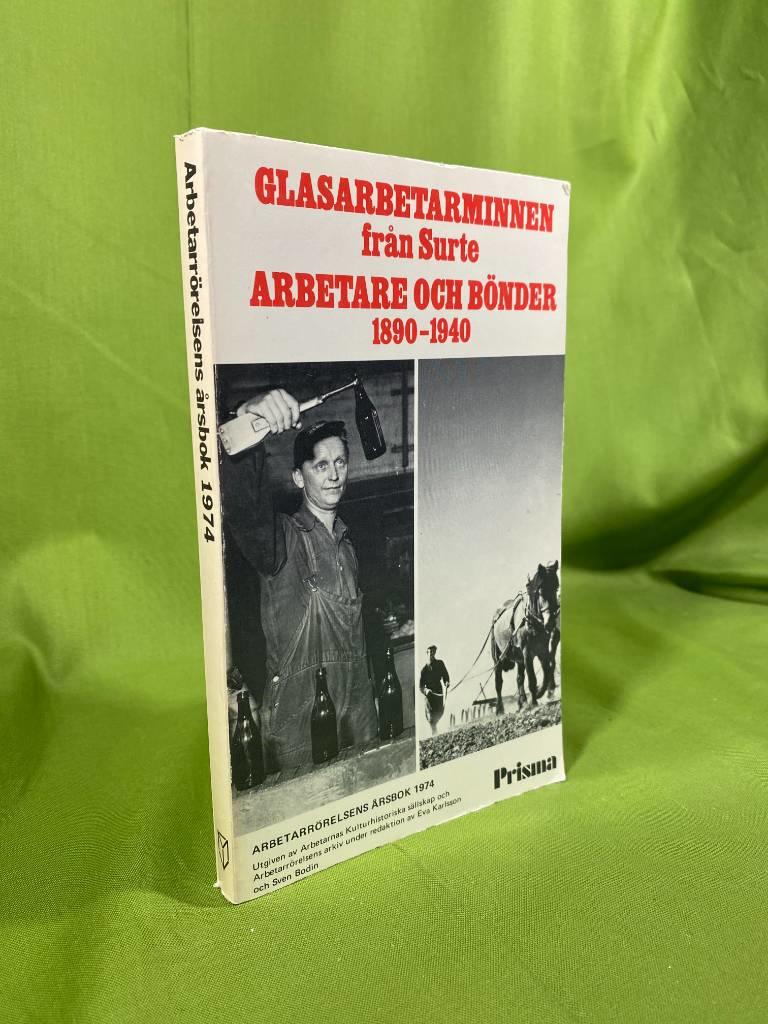 GLASARBETARMINNEN
från Surte
ARBETARE OCH BÖNDER
1890-1940
Arbetarrörelsens årsbok 1974
Prisma
ARBETARRÖRELSENS ÅRSBOK 1974
Utgiven av Arbetarnas Kulturhistoriska sällskap och
Arbetarrörelsens arkiv under redaktion av Eva Karlsson
och Sven Bodin